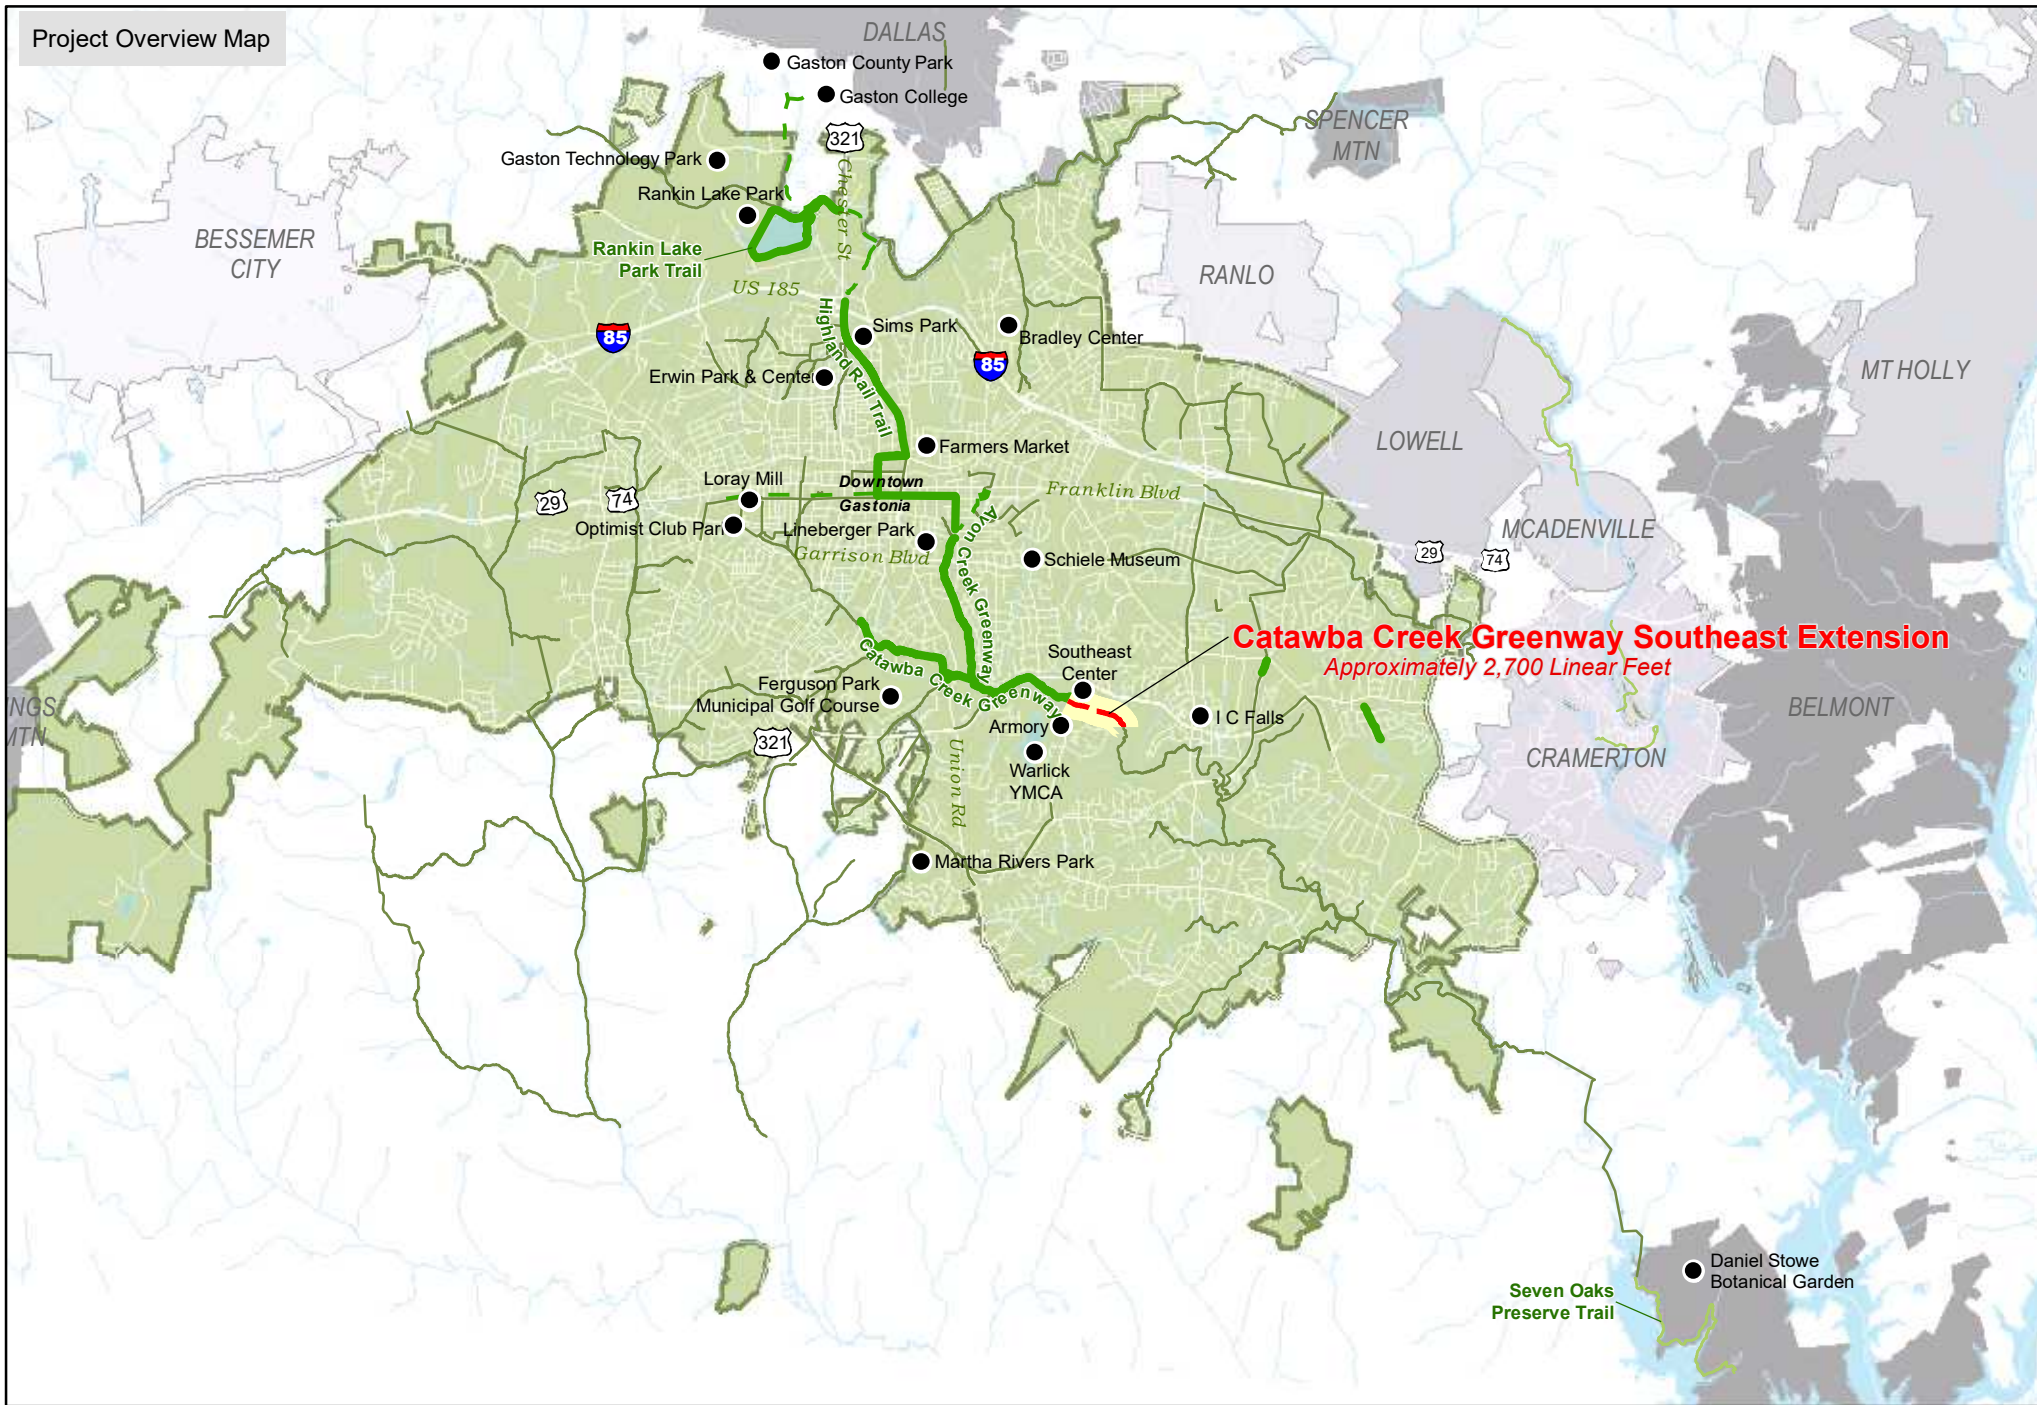 Project Overview Map
DALLAS
Gaston County Park
Gaston College
321
SPENCER
MTN
Gaston Technology Park
Chester St
Rankin Lake Park
BESSEMER
CITY
Rankin Lake
Park Trail
RANLO
US I85
85
Highland Rail Trail
Sims Park
Bradley Center
85
Erwin Park & Center
MT HOLLY
LOWELL
Farmers Market
Loray Mill
Downtown
Gastonia
Franklin Blvd
29
74
Optimist Club Par
Lineberger Park
Garrison Blvd
Avon Creek Greenway
Schiele Museum
MCADENVILLE
29
74
Catawba Creek Greenway Southeast Extension
Approximately 2,700 Linear Feet
Southeast
Center
Catawba Creek Greenway
Ferguson Park
Municipal Golf Course
Armory
I C Falls
BELMONT
NGS
MTN
321
Union Rd
Warlick
YMCA
CRAMERTON
Martha Rivers Park
Daniel Stowe
Botanical Garden
Seven Oaks
Preserve Trail